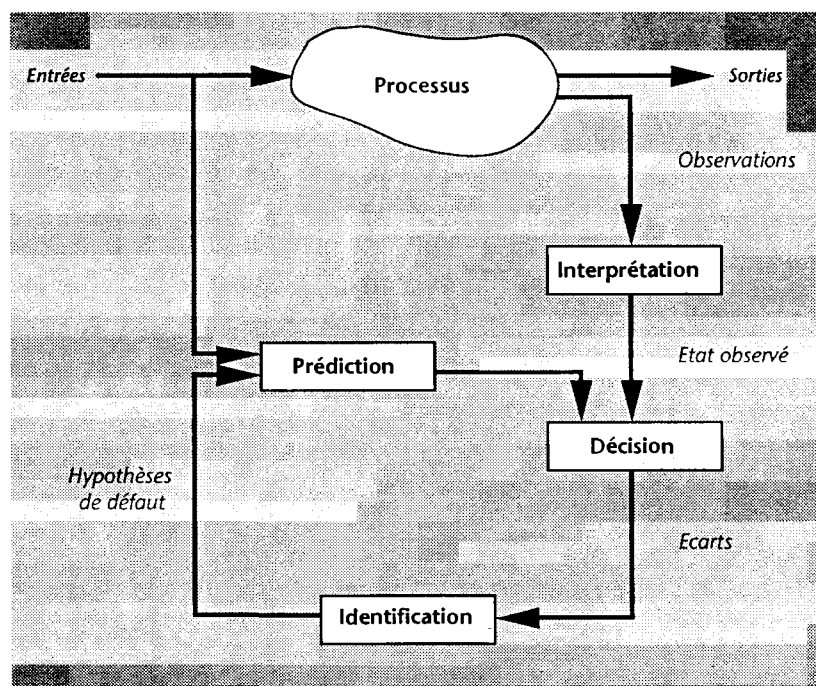 Entrées
Processus
Sorties
Observations
Interprétation
Etat observé
Prédiction
Décision
Hypothèses
de défaut
Ecarts
Identification